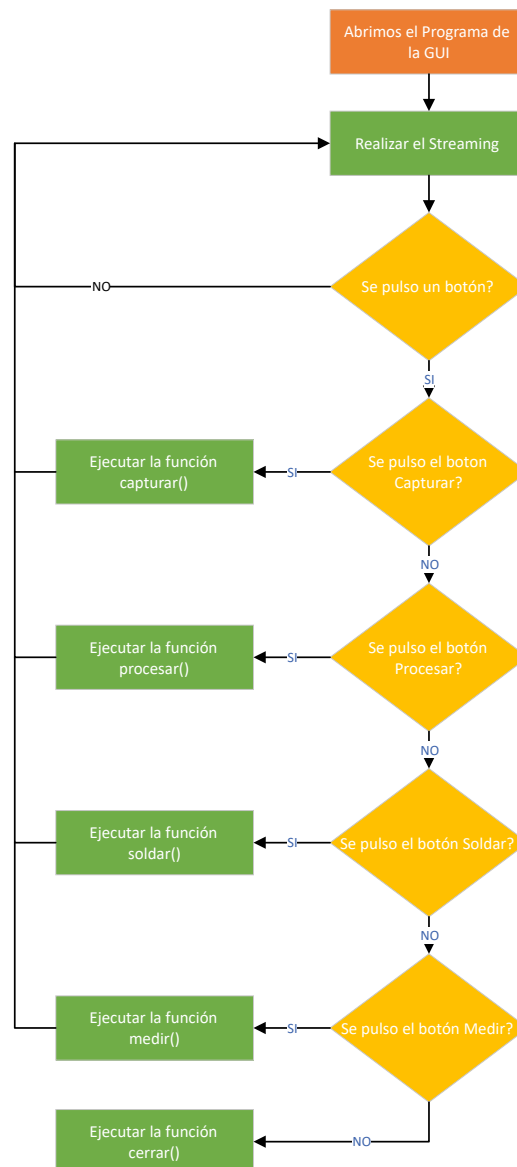 Abrimos el Programa de
la GUI
Realizar el Streaming
Se pulso un botón?
NO
SI
Se pulso el boton
Capturar?
SI
Ejecutar la función
capturar()
NO
Se pulso el botón
Procesar?
SI
Ejecutar la función
procesar()
NO
Se pulso el botón Soldar?
SI
Ejecutar la función
soldar()
NO
Se pulso el botón Medir?
SI
Ejecutar la función
medir()
NO
Ejecutar la función
cerrar()